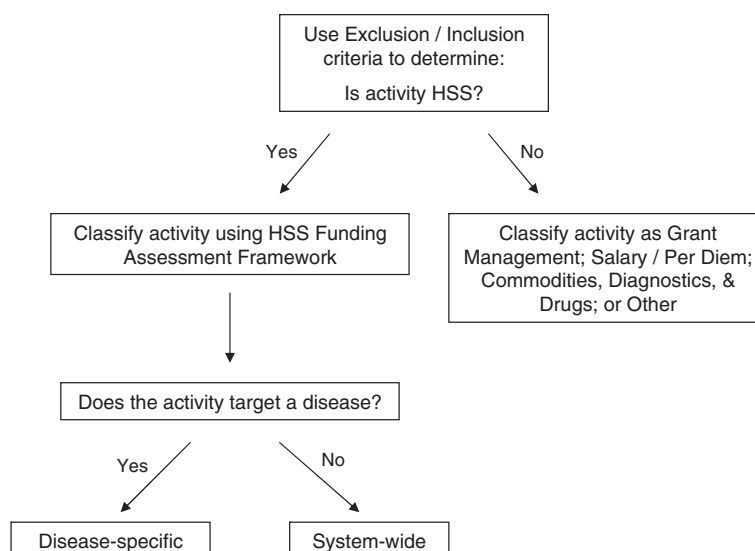 Use Exclusion / Inclusion
criteria to determine:
Is activity HSS?
Yes
No
Classify activity using HSS Funding
Assessment Framework
Classify activity as Grant
Management; Salary / Per Diem;
Commodities, Diagnostics, &
Drugs; or Other
Does the activity target a disease?
Yes
No
Disease-specific
System-wide